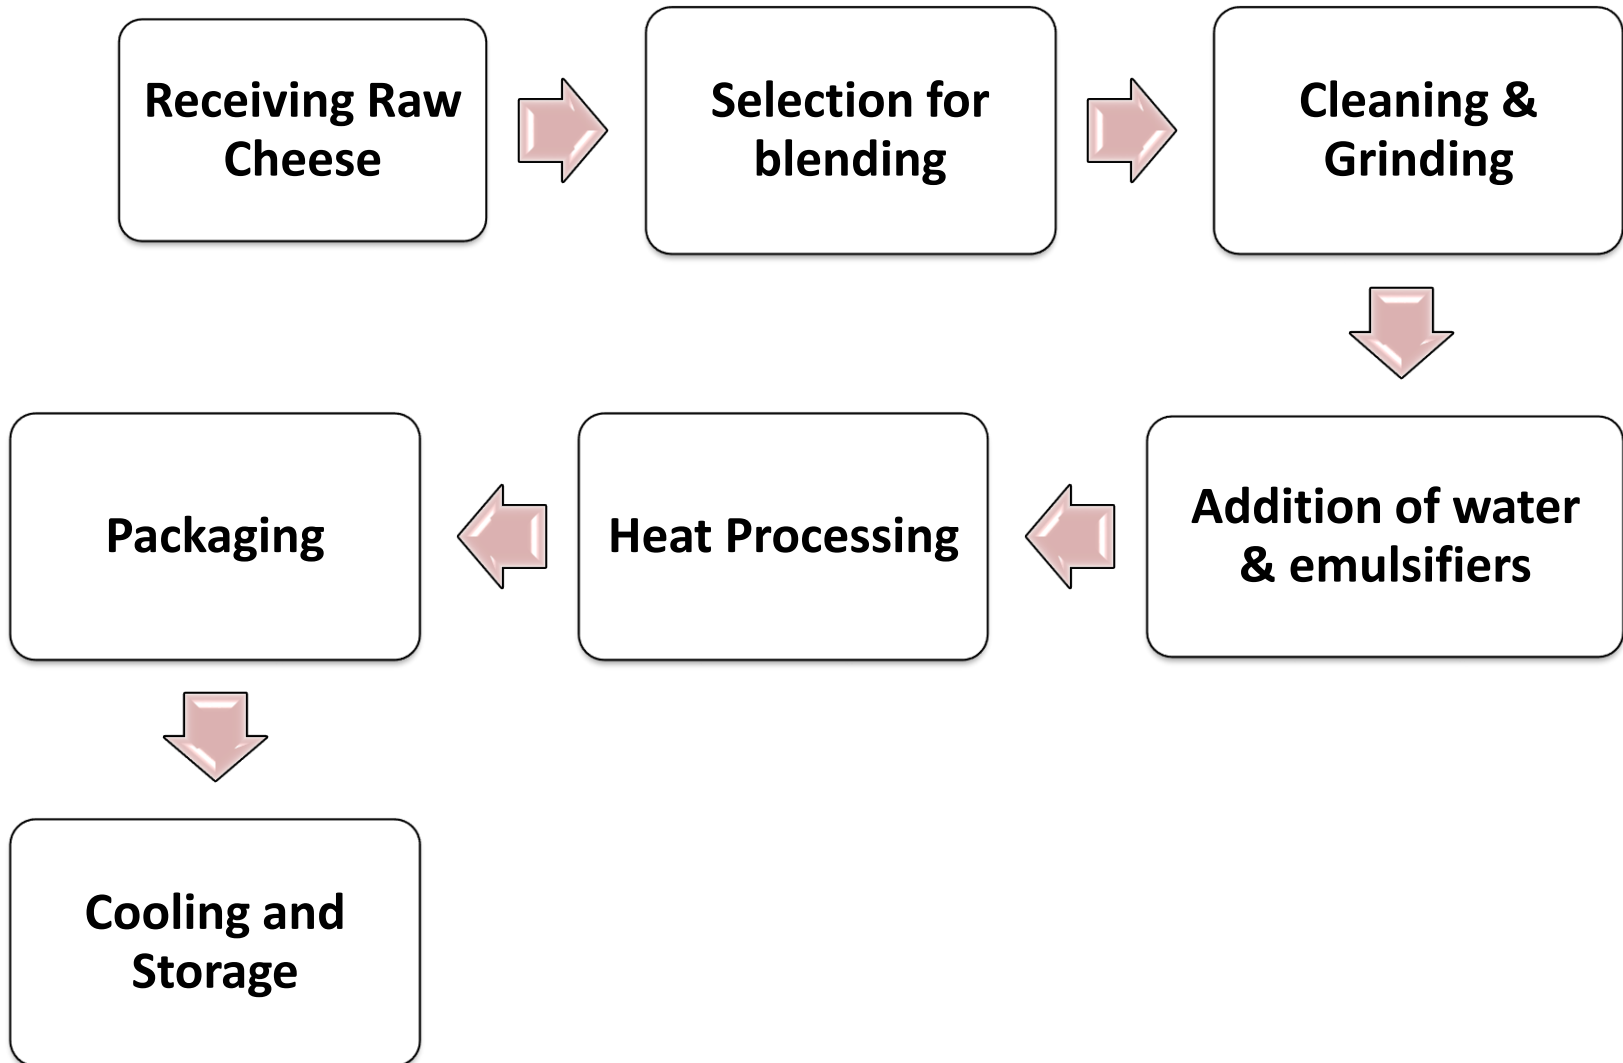 Receiving Raw
Cheese
Selection for
blending
Cleaning &
Grinding
Addition of water
& emulsifiers
Heat Processing
Packaging
Cooling and
Storage